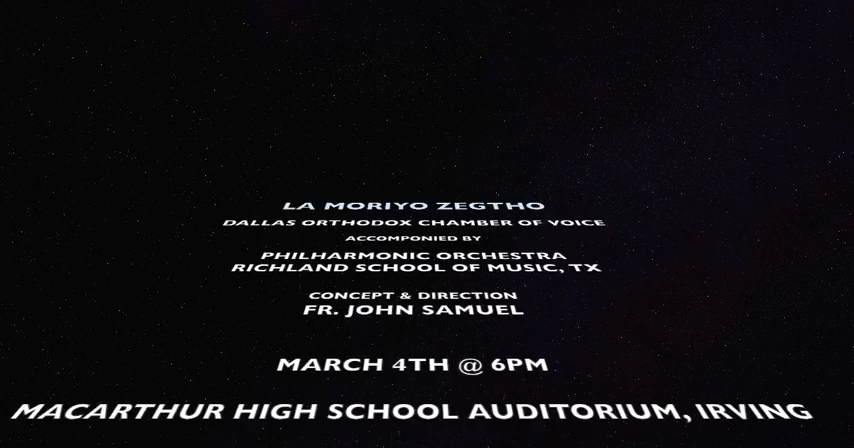 LA MORIYO ZEGTHO
DALLAS ORTHODOX CHAMBER OF VOICE
ACCOMPONIED BY
PHILHARMONIC ORCHESTRA
RICHLAND SCHOOL OF MUSIC, TX
CONCEPT & DIRECTION
FR. JOHN SAMUEL
MARCH 4TH @ 6PM
MACARTHUR HIGH SCHOOL AUDITORIUM, IRVING